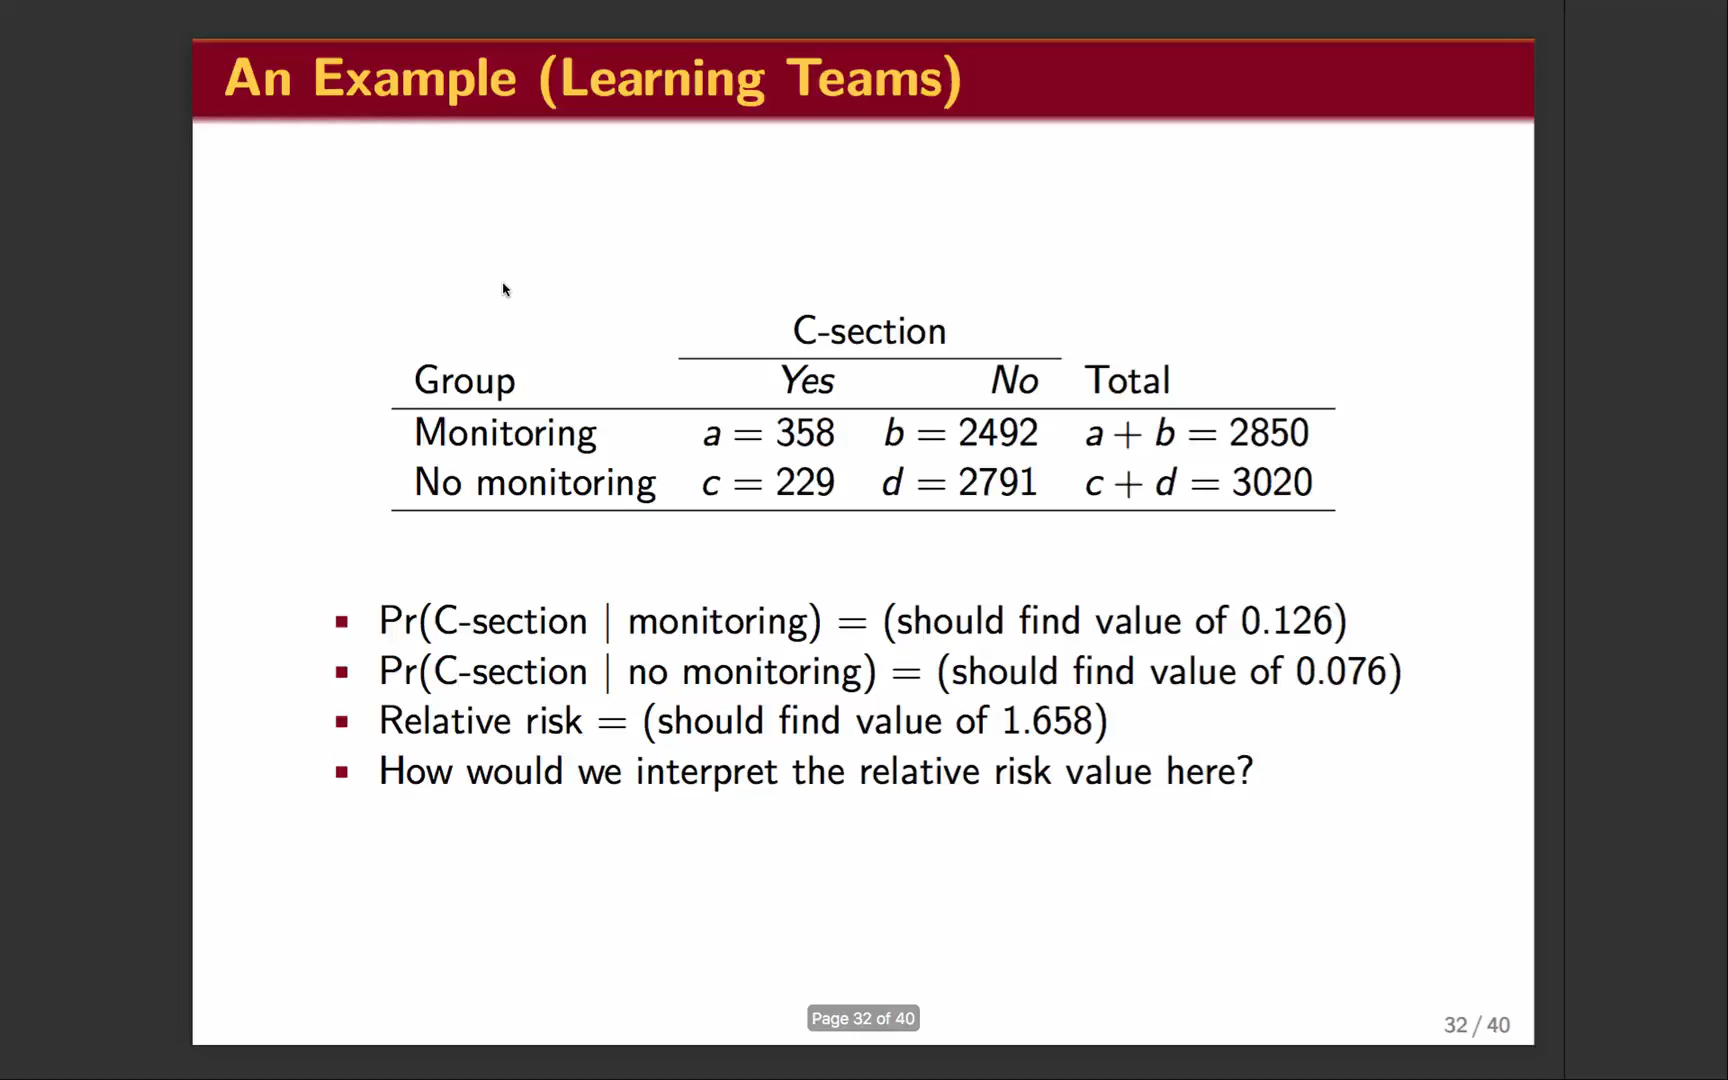 An Example (Learning Teams)
C-section
Group Yes No Total
Monitoring a = 358 b = 2492 a + b = 2850
No monitoring c = 229 d = 2791 c + d = 3020
▪ Pr(C-section | monitoring) = (should find value of 0.126)
▪ Pr(C-section | no monitoring) = (should find value of 0.076)
▪ Relative risk = (should find value of 1.658)
▪ How would we interpret the relative risk value here?
Page 32 of 40
32 / 40